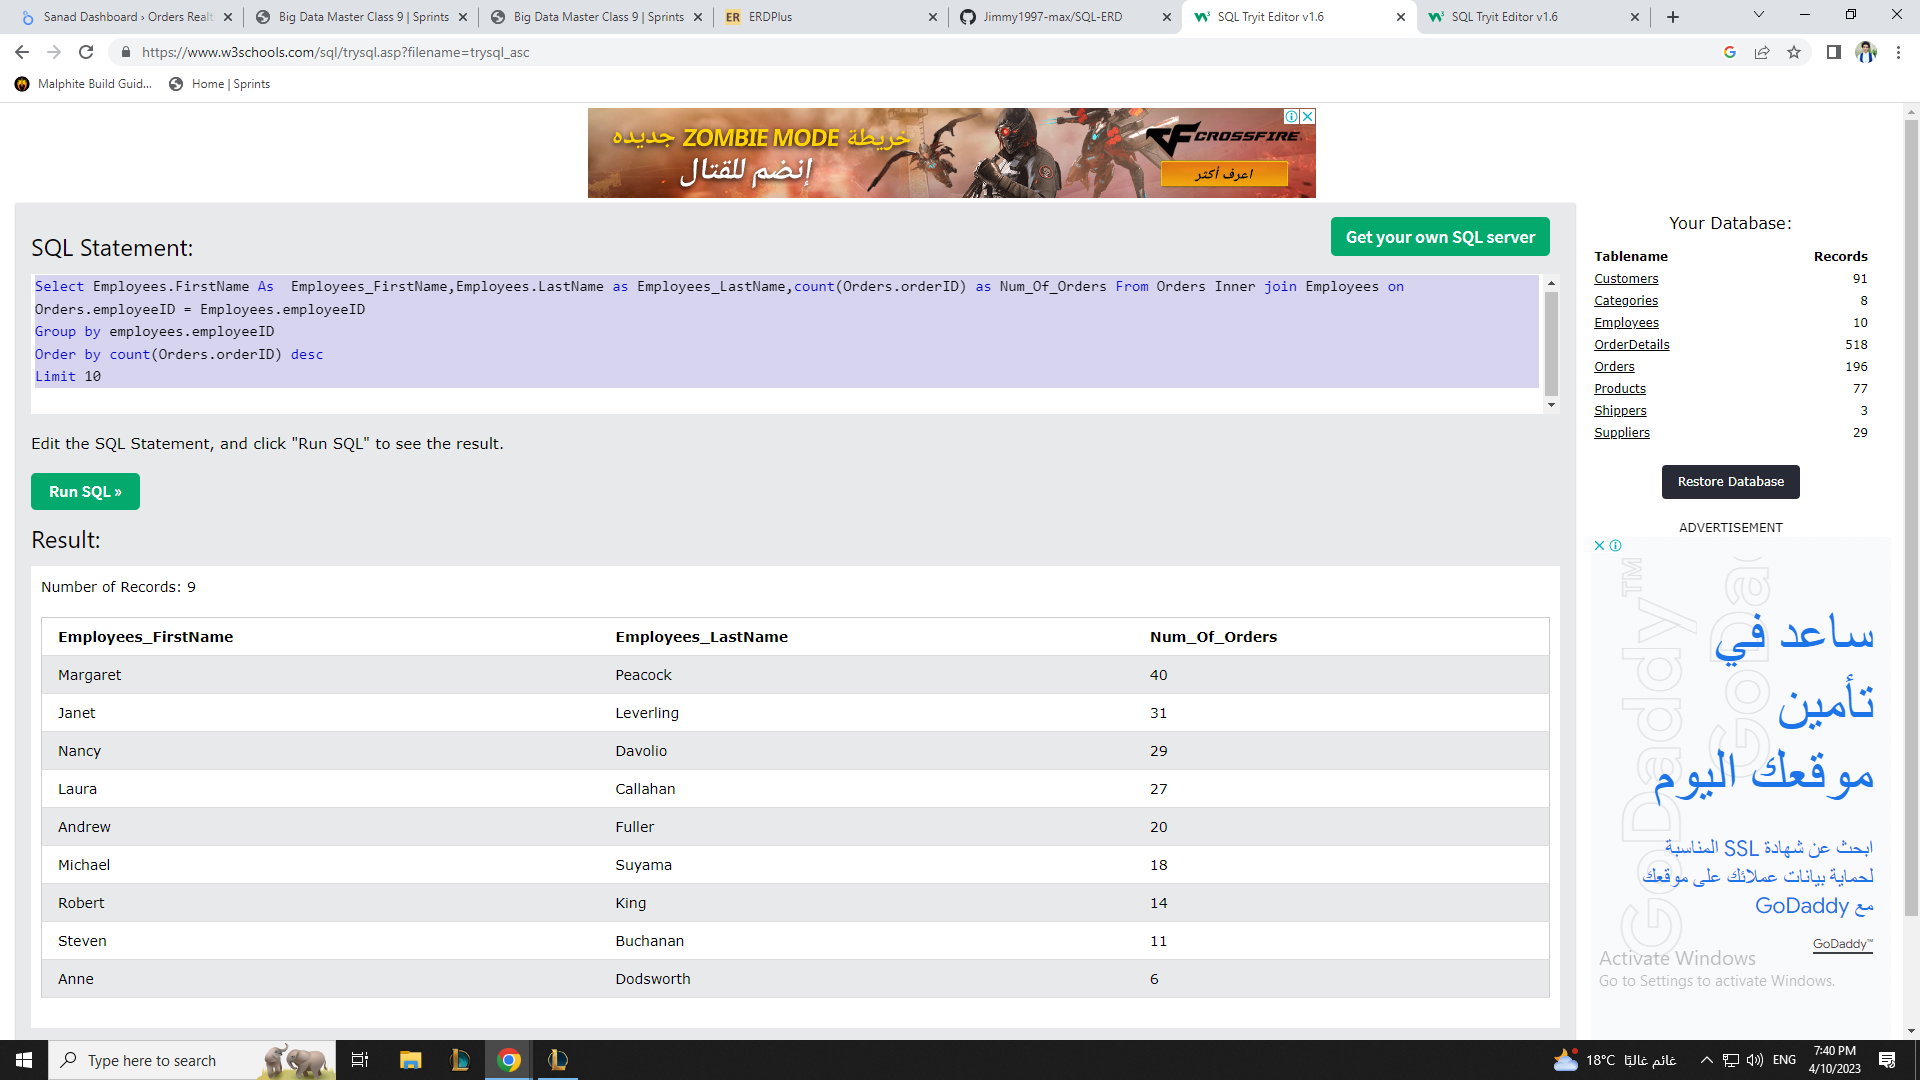 Sanad Dashboard › Orders Realt
Big Data Master Class 9 | Sprints
Big Data Master Class 9 | Sprints
ER ERDPlus
Jimmy1997-max/SQL-ERD
SQL Tryit Editor v1.6
SQL Tryit Editor v1.6
https://www.w3schools.com/sql/trysql.asp?filename=trysql_asc
Malphite Build Guid...
Home | Sprints
خريطة ZOMBIE MODE جديده
إنضم للقتال
CROSSFIRE
اعرف أكثر
Get your own SQL server
SQL Statement:
Select Employees.FirstName As  Employees_FirstName,Employees.LastName as Employees_LastName,count(Orders.orderID) as Num_Of_Orders From Orders Inner join Employees on
Orders.employeeID = Employees.employeeID
Group by employees.employeeID
Order by count(Orders.orderID) desc
Limit 10
Edit the SQL Statement, and click "Run SQL" to see the result.
Run SQL »
Result:
Number of Records: 9
Employees_FirstName Employees_LastName Num_Of_Orders
Margaret Peacock 40
Janet Leverling 31
Nancy Davolio 29
Laura Callahan 27
Andrew Fuller 20
Michael Suyama 18
Robert King 14
Steven Buchanan 11
Anne Dodsworth 6
Your Database:
Tablename Records
Customers 91
Categories 8
Employees 10
OrderDetails 518
Orders 196
Products 77
Shippers 3
Suppliers 29
Restore Database
ADVERTISEMENT
GoDaddy™
GoDa
ساعد في
تأمين
موقعك اليوم
ابحث عن شهادة SSL المناسبة
لحماية بيانات عملائك على موقعك
مع GoDaddy
GoDaddy™
Activate Windows
Go to Settings to activate Windows.
Type here to search
18°C غائم غالبًا
ENG
7:40 PM
4/10/2023